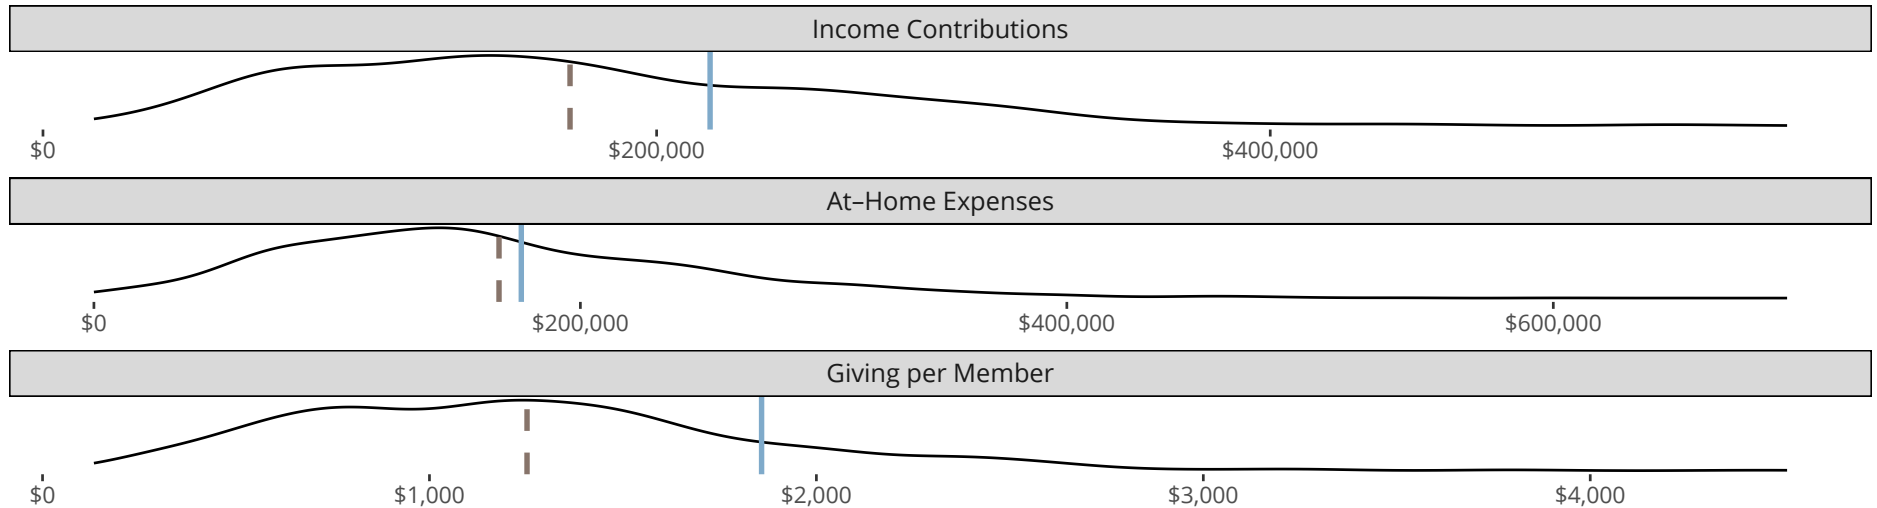 Income Contributions
$0 $200,000 $400,000
At–Home Expenses
$0 $200,000 $400,000 $600,000
Giving per Member
$0 $1,000 $2,000 $3,000 $4,000